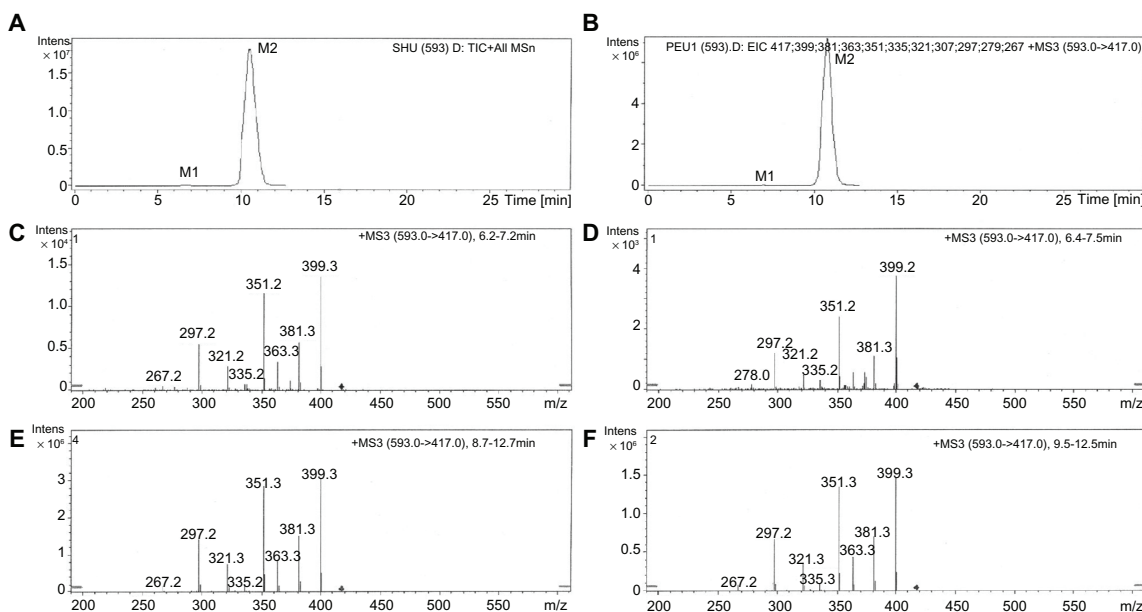 A
Intens
× 10⁷
SHU (593) D: TIC+All MSn
M2
1.5
1.0
0.5
M1
0
0 5 10 15 20 25 Time [min]
B
Intens
× 10⁶
PEU1 (593).D: EIC 417;399;381;363;351;335;321;307;297;279;267 +MS3 (593.0->417.0)
M2
6
4
2
M1
0
0 5 10 15 20 25 Time [min]
C
Intens
× 10⁴ 1
+MS3 (593.0->417.0), 6.2-7.2min
1.5
399.3
351.2
1.0
297.2
381.3
0.5
321.2
363.3
267.2
335.2
0.0
200 250 300 350 400 450 500 550 m/z
D
Intens
× 10³ 1
+MS3 (593.0->417.0), 6.4-7.5min
4
399.2
351.2
2
297.2
381.3
321.2
278.0
335.2
0
200 250 300 350 400 450 500 550 m/z
E
Intens
× 10⁶ 4
+MS3 (593.0->417.0), 8.7-12.7min
3
399.3
351.3
2
297.2
381.3
1
321.3
363.3
267.2
335.2
0
200 250 300 350 400 450 500 550 m/z
F
Intens
× 10⁶ 2
+MS3 (593.0->417.0), 9.5-12.5min
1.5
399.3
351.3
1.0
297.2
381.3
0.5
321.3
363.3
267.2
335.3
0.0
200 250 300 350 400 450 500 550 m/z